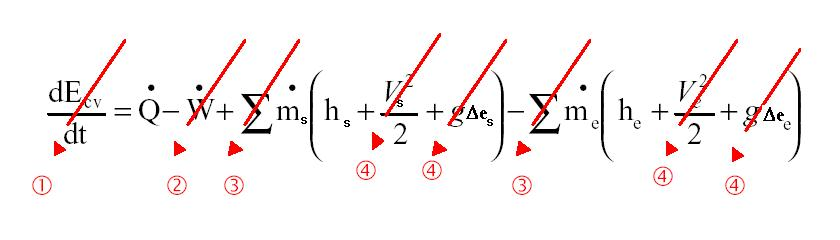 dE_cv/dt = Q̇ − Ẇ + ∑ ṁ_s (h_s + V_s²/2 + gΔe_s) − ∑ ṁ_e (h_e + V_e²/2 + gΔe_e)
① ② ③ ④ ④ ③ ④ ④